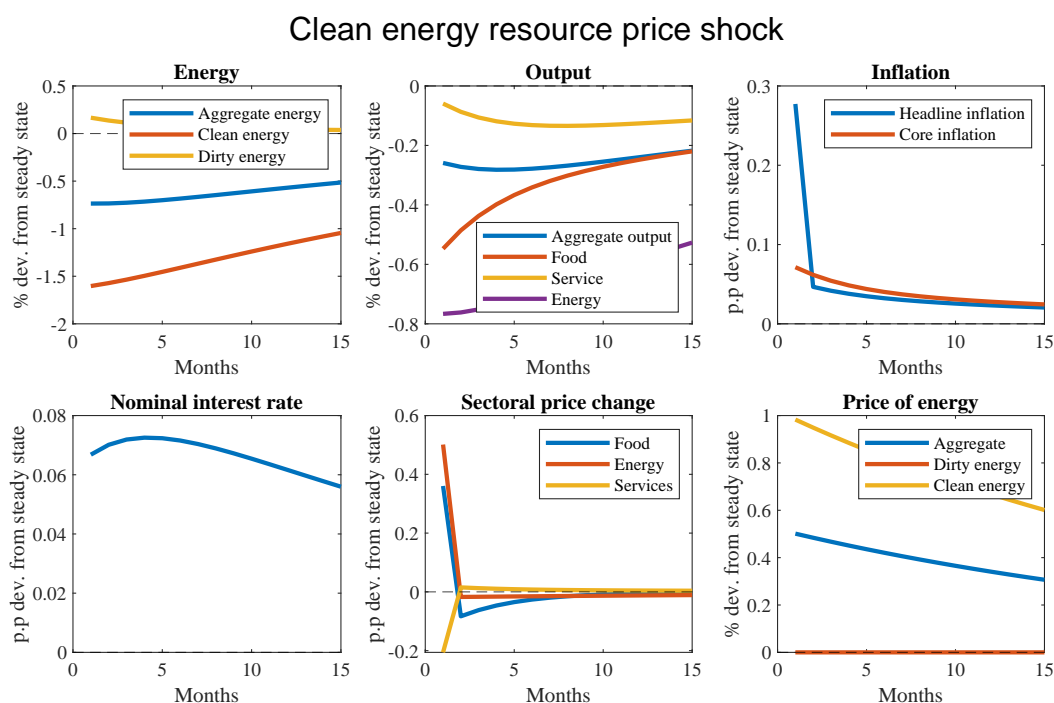 Clean energy resource price shock
Energy
0.5
0
-0.5
-1
-1.5
-2
% dev. from steady state
Aggregate energy
Clean energy
Dirty energy
0 5 10 15
Months
Output
0
-0.2
-0.4
-0.6
-0.8
% dev. from steady state
Aggregate output
Food
Service
Energy
0 5 10 15
Months
Inflation
0.3
0.2
0.1
0
p.p dev. from steady state
Headline inflation
Core inflation
0 5 10 15
Months
Nominal interest rate
0.08
0.06
0.04
0.02
0
p.p dev. from steady state
0 5 10 15
Months
Sectoral price change
0.6
0.4
0.2
0
-0.2
p.p dev. from steady state
Food
Energy
Services
0 5 10 15
Months
Price of energy
1
0.8
0.6
0.4
0.2
0
% dev. from steady state
Aggregate
Dirty energy
Clean energy
0 5 10 15
Months